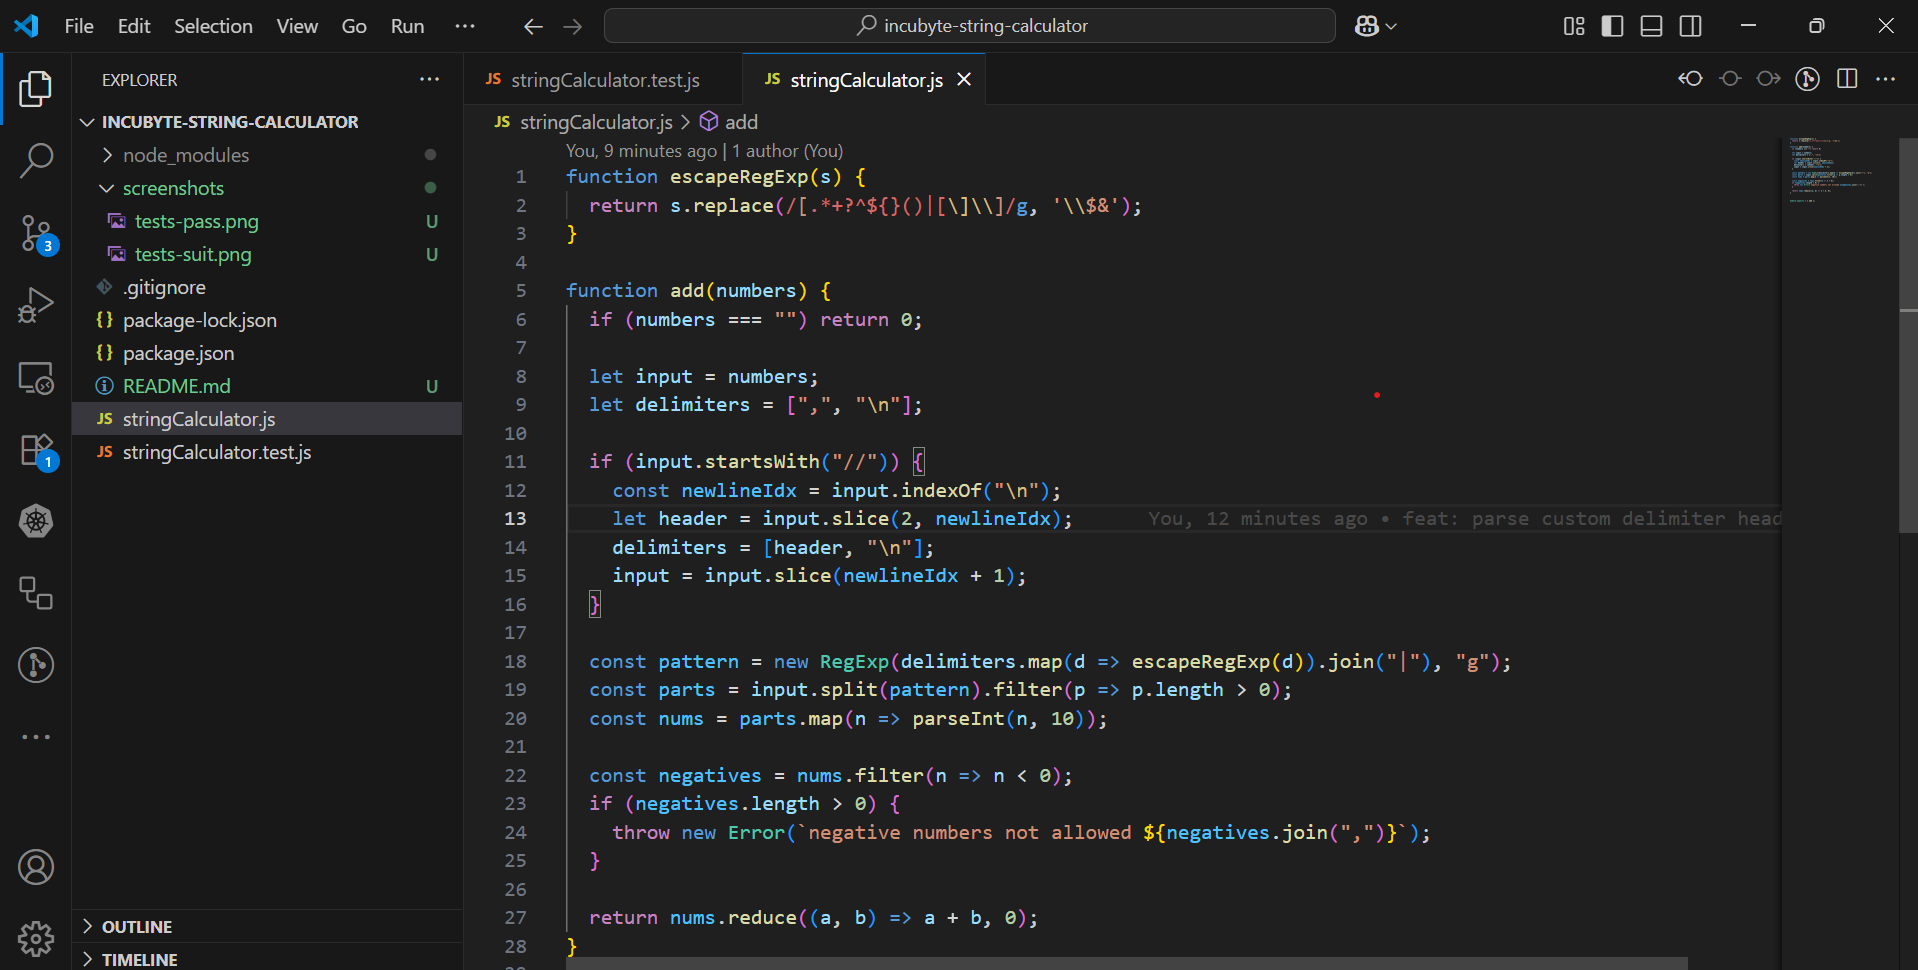 File Edit Selection View Go Run ···
incubyte-string-calculator
EXPLORER ···
INCUBYTE-STRING-CALCULATOR
node_modules
screenshots
tests-pass.png U
tests-suit.png U
.gitignore
{} package-lock.json
{} package.json
README.md U
JS stringCalculator.js
JS stringCalculator.test.js
OUTLINE
TIMELINE
3
1
JS stringCalculator.test.js
JS stringCalculator.js
JS stringCalculator.js > add
You, 9 minutes ago | 1 author (You)
1 function escapeRegExp(s) {
2 return s.replace(/[.*+?^${}()|[\]\\]/g, '\\$&');
3 }
4
5 function add(numbers) {
6 if (numbers === "") return 0;
7
8 let input = numbers;
9 let delimiters = [",", "\n"];
10
11 if (input.startsWith("//")) {
12 const newlineIdx = input.indexOf("\n");
13 let header = input.slice(2, newlineIdx); You, 12 minutes ago • feat: parse custom delimiter head
14 delimiters = [header, "\n"];
15 input = input.slice(newlineIdx + 1);
16 }
17
18 const pattern = new RegExp(delimiters.map(d => escapeRegExp(d)).join("|"), "g");
19 const parts = input.split(pattern).filter(p => p.length > 0);
20 const nums = parts.map(n => parseInt(n, 10));
21
22 const negatives = nums.filter(n => n < 0);
23 if (negatives.length > 0) {
24 throw new Error(`negative numbers not allowed ${negatives.join(",")}`);
25 }
26
27 return nums.reduce((a, b) => a + b, 0);
28 }